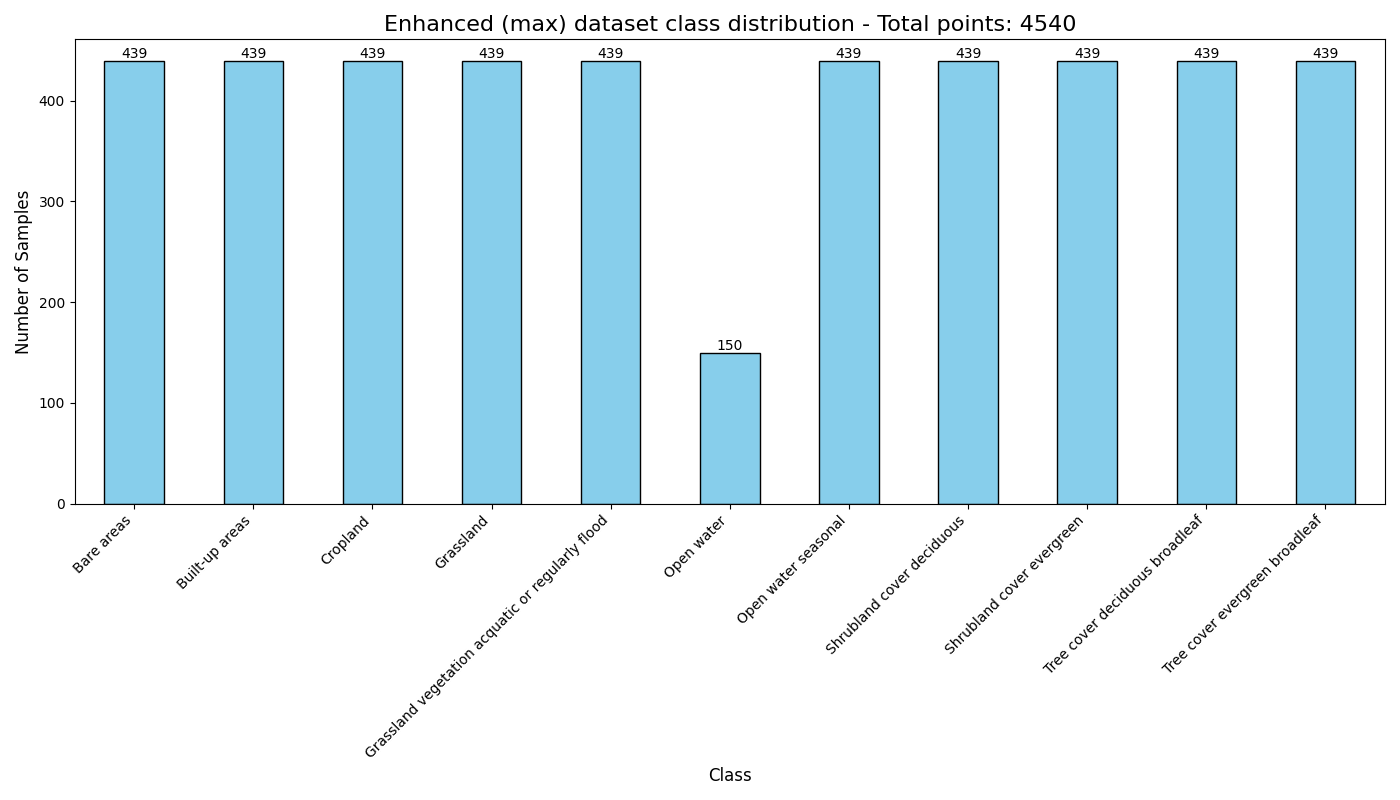 Enhanced (max) dataset class distribution - Total points: 4540
439
439
439
439
439
150
439
439
439
439
439
400
300
200
100
0
Number of Samples
Bare areas
Built-up areas
Cropland
Grassland
Grassland vegetation acquatic or regularly flood
Open water
Open water seasonal
Shrubland cover deciduous
Shrubland cover evergreen
Tree cover deciduous broadleaf
Tree cover evergreen broadleaf
Class